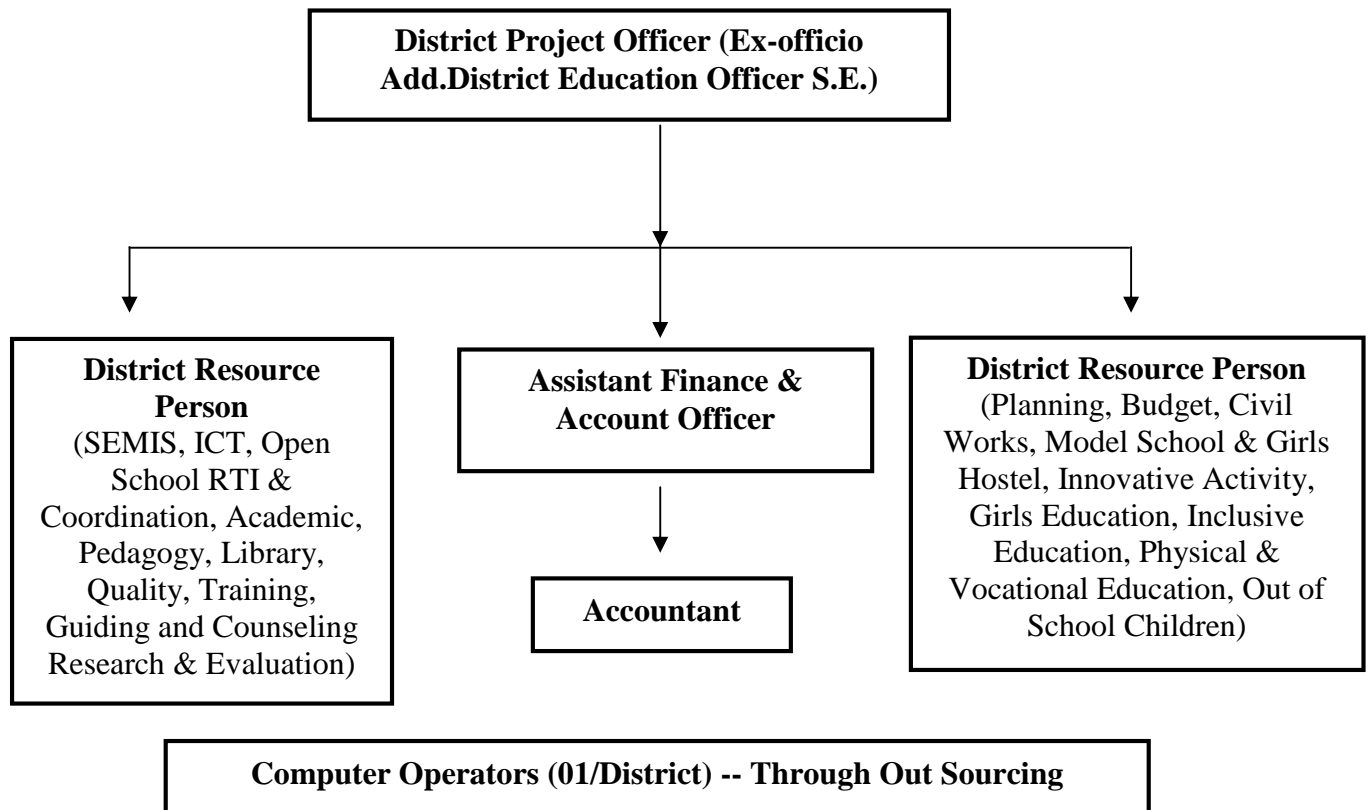 District Project Officer (Ex-officio
Add.District Education Officer S.E.)
District Resource
Person
(SEMIS, ICT, Open
School RTI &
Coordination, Academic,
Pedagogy, Library,
Quality, Training,
Guiding and Counseling
Research & Evaluation)
Assistant Finance &
Account Officer
Accountant
District Resource Person
(Planning, Budget, Civil
Works, Model School & Girls
Hostel, Innovative Activity,
Girls Education, Inclusive
Education, Physical &
Vocational Education, Out of
School Children)
Computer Operators (01/District) -- Through Out Sourcing